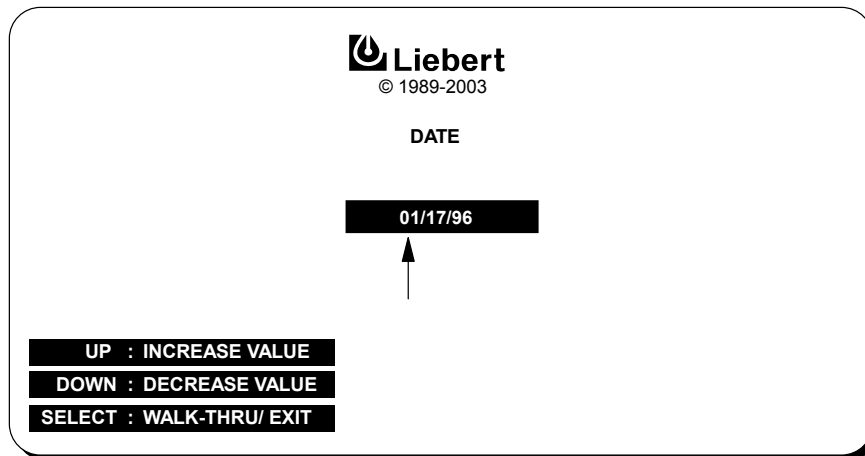 Liebert
© 1989-2003
DATE
01/17/96
UP : INCREASE VALUE
DOWN : DECREASE VALUE
SELECT : WALK-THRU/ EXIT